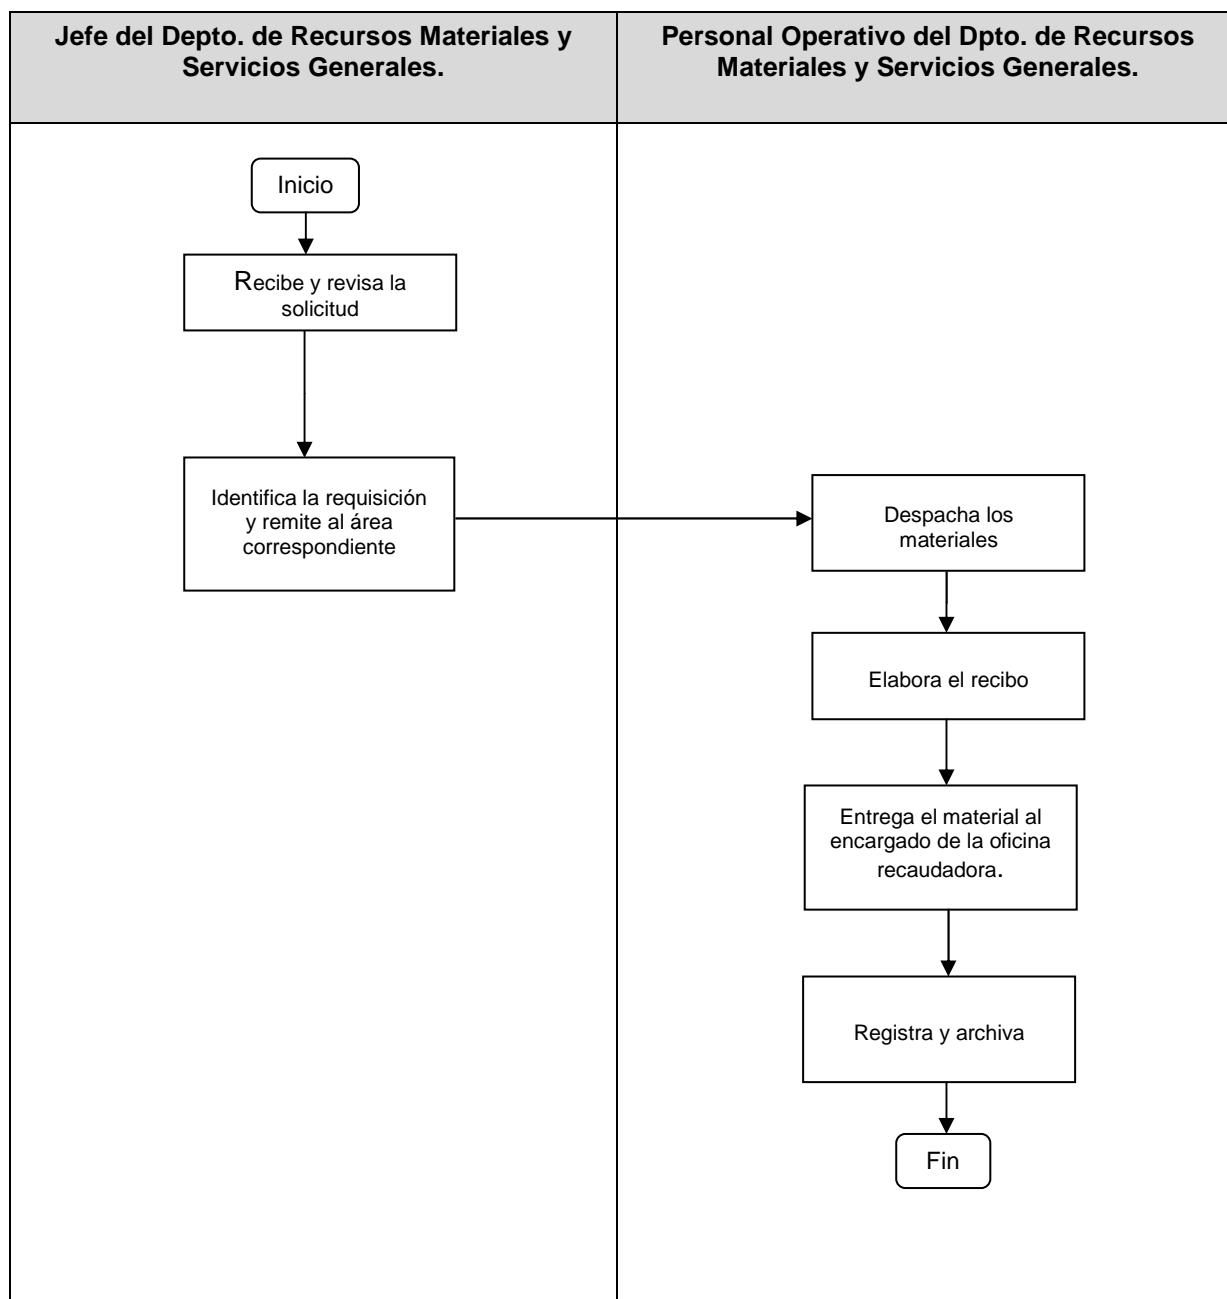 Jefe del Depto. de Recursos Materiales y
Servicios Generales.
Personal Operativo del Dpto. de Recursos
Materiales y Servicios Generales.
Inicio
Recibe y revisa la
solicitud
Identifica la requisición
y remite al área
correspondiente
Despacha los
materiales
Elabora el recibo
Entrega el material al
encargado de la oficina
recaudadora.
Registra y archiva
Fin